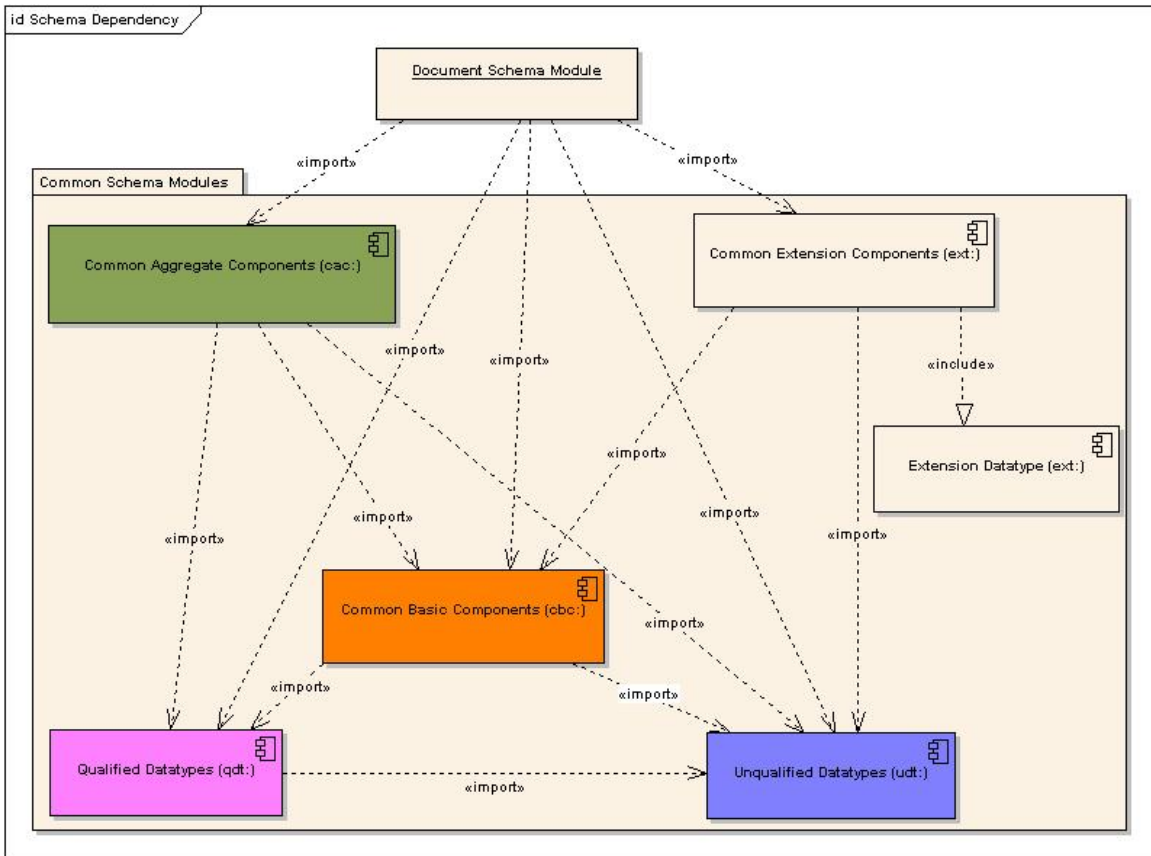 id Schema Dependency
Document Schema Module
«import»
«import»
Common Schema Modules
Common Aggregate Components (cac:)
Common Extension Components (ext:)
«import»
«import»
«include»
«import»
Extension Datatype (ext:)
«import»
«import»
«import»
«import»
Common Basic Components (cbc:)
«import»
«import»
«import»
Qualified Datatypes (qdt:)
Unqualified Datatypes (udt:)
«import»